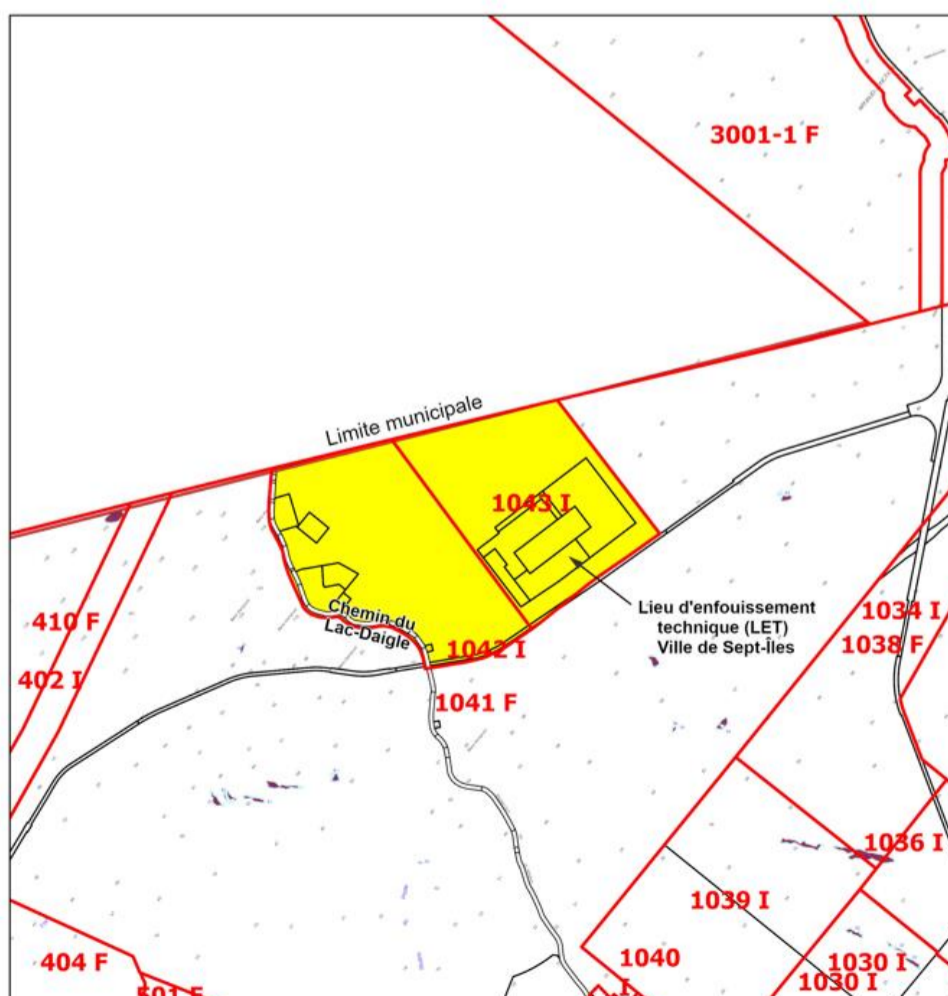 3001-1 F
Limite municipale
1043 I
410 F
Chemin du
Lac-Daigle
Lieu d'enfouissement
technique (LET)
Ville de Sept-Îles
1034 I
1038 F
1042 I
402 I
1041 F
1036 I
1039 I
404 F
1040
I
1030 I
1030 I
501 F